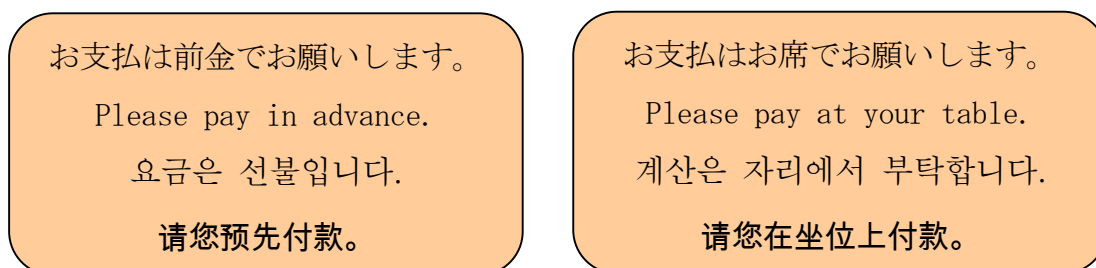 お支払は前金でお願いします。
Please pay in advance.
요금은 선불입니다.
请您预先付款。
お支払はお席でお願いします。
Please pay at your table.
계산은 자리에서 부탁합니다.
请您在坐位上付款。